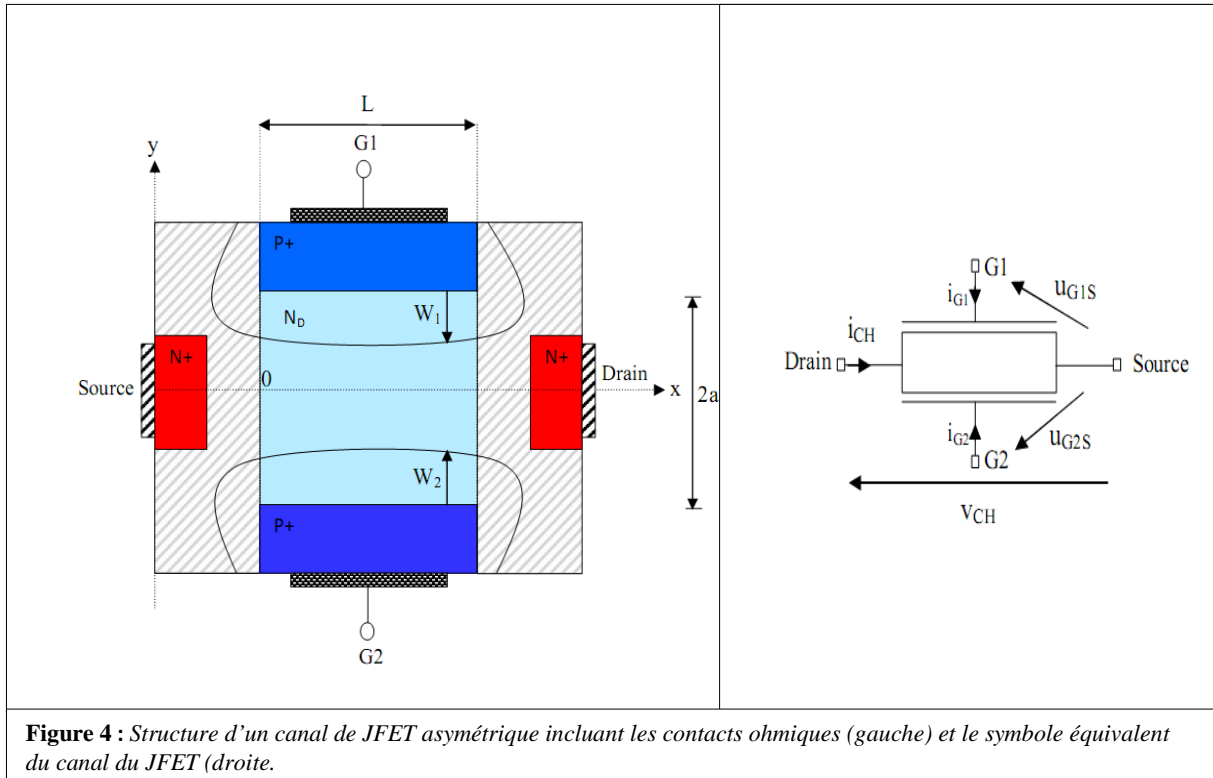 L
G1
y
P+
W₁
N_D
N+
N+
Source
0
Drain
x
2a
W₂
P+
G2
G1
i_G1
u_G1S
i_CH
Drain
Source
i_G2
u_G2S
G2
v_CH
Figure 4 : Structure d'un canal de JFET asymétrique incluant les contacts ohmiques (gauche) et le symbole équivalent
du canal du JFET (droite.